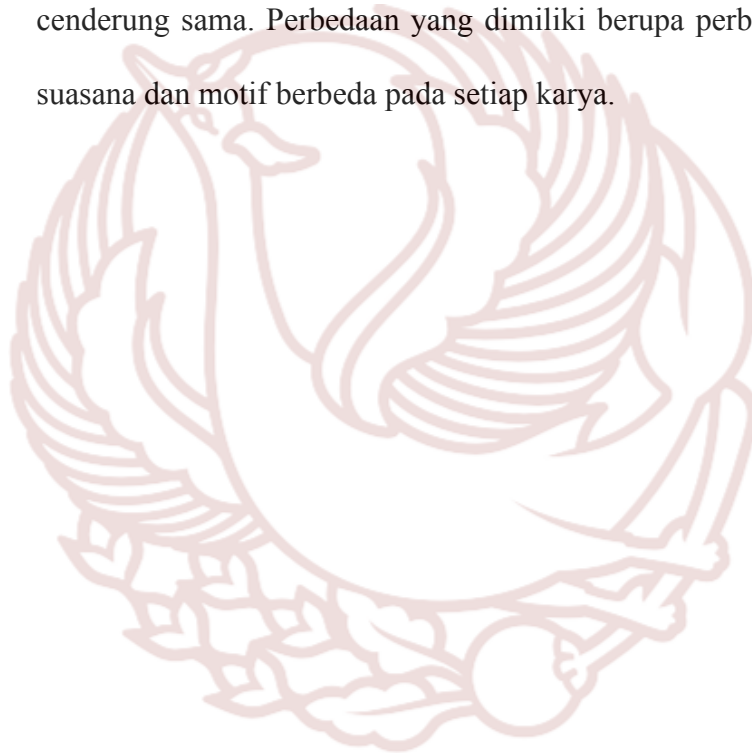 cenderung sama. Perbedaan yang dimiliki berupa perb
suasana dan motif berbeda pada setiap karya.